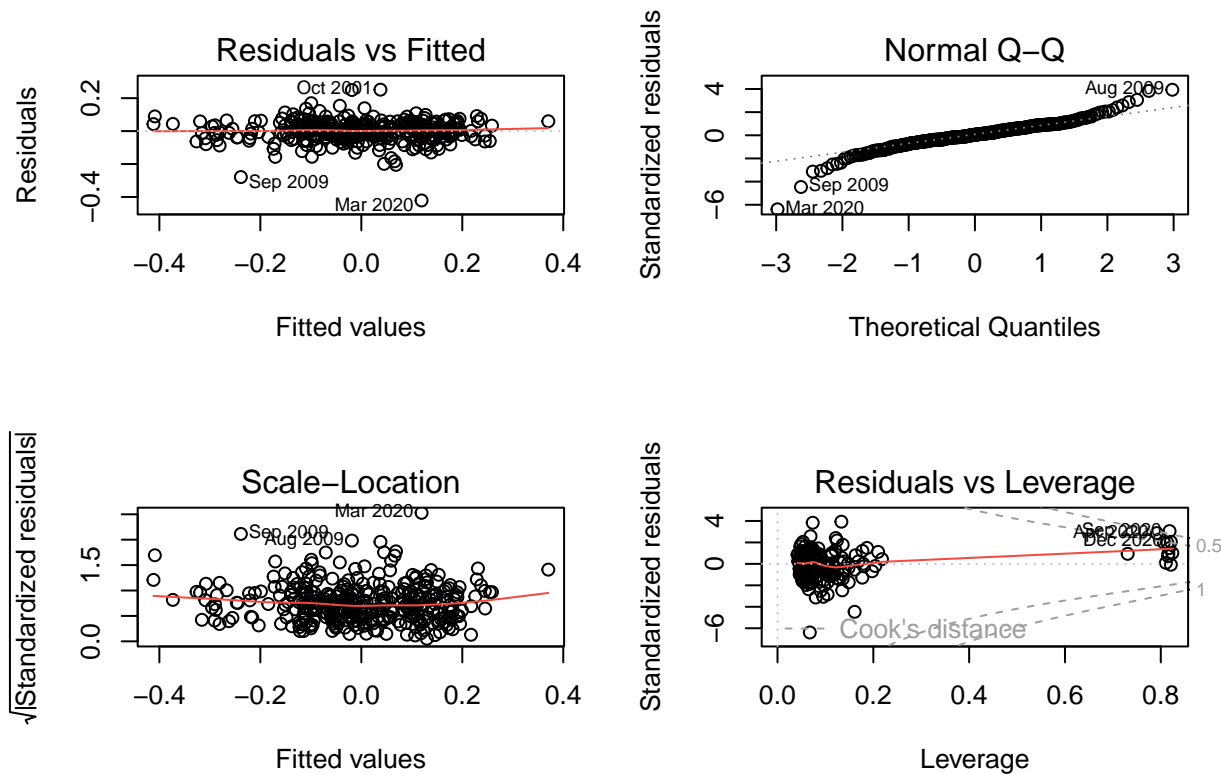 Residuals vs Fitted
Residuals
0.2
−0.4
Oct 2001
Sep 2009
Mar 2020
−0.4 −0.2 0.0 0.2 0.4
Fitted values
Normal Q−Q
Standardized residuals
4
0
−6
Aug 2009
Sep 2009
Mar 2020
−3 −2 −1 0 1 2 3
Theoretical Quantiles
Scale−Location
√|Standardized residuals|
1.5
0.0
Mar 2020
Sep 2009
Aug 2009
−0.4 −0.2 0.0 0.2 0.4
Fitted values
Residuals vs Leverage
Standardized residuals
4
0
−6
Sep 2020
Apr 2020
Dec 2020
0.5
1
Cook's distance
0.0 0.2 0.4 0.6 0.8
Leverage